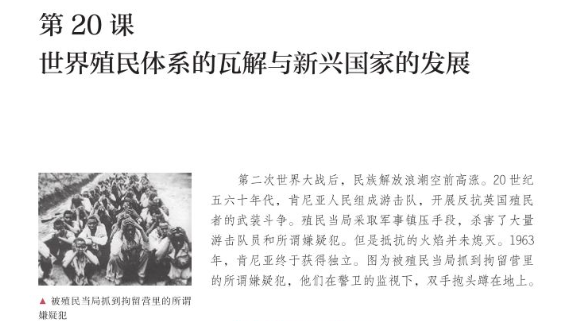 第 20 课
世界殖民体系的瓦解与新兴国家的发展
第二次世界大战后，民族解放浪潮空前高涨。20 世纪
五六十年代，肯尼亚人民组成游击队，开展反抗英国殖民
者的武装斗争。殖民当局采取军事镇压手段，杀害了大量
游击队员和所谓嫌疑犯。但是抵抗的火焰并未熄灭。1963
年，肯尼亚终于获得独立。图为被殖民当局抓到拘留营里
的所谓嫌疑犯，他们在警卫的监视下，双手抱头蹲在地上。
▲ 被殖民当局抓到拘留营里的所谓
嫌疑犯